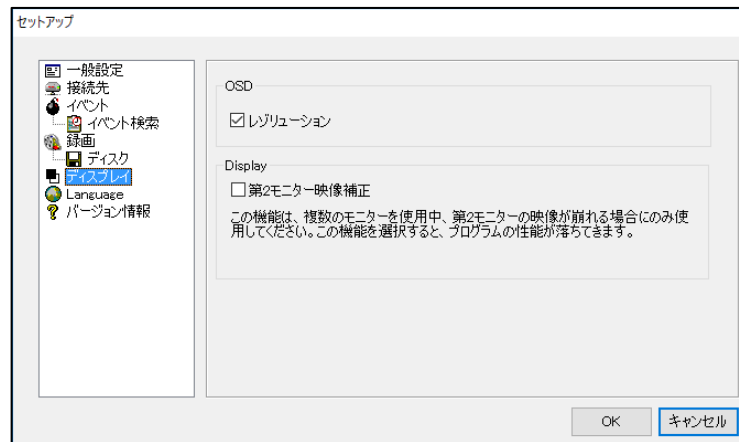 セットアップ
一般設定
接続先
イベント
イベント検索
録画
ディスク
ディスプレイ
Language
バージョン情報
OSD
レゾリューション
Display
第2モニター映像補正
この機能は、複数のモニターを使用中、第2モニターの映像が崩れる場合にのみ使
用してください。この機能を選択すると、プログラムの性能が落ちてきます。
OK
キャンセル